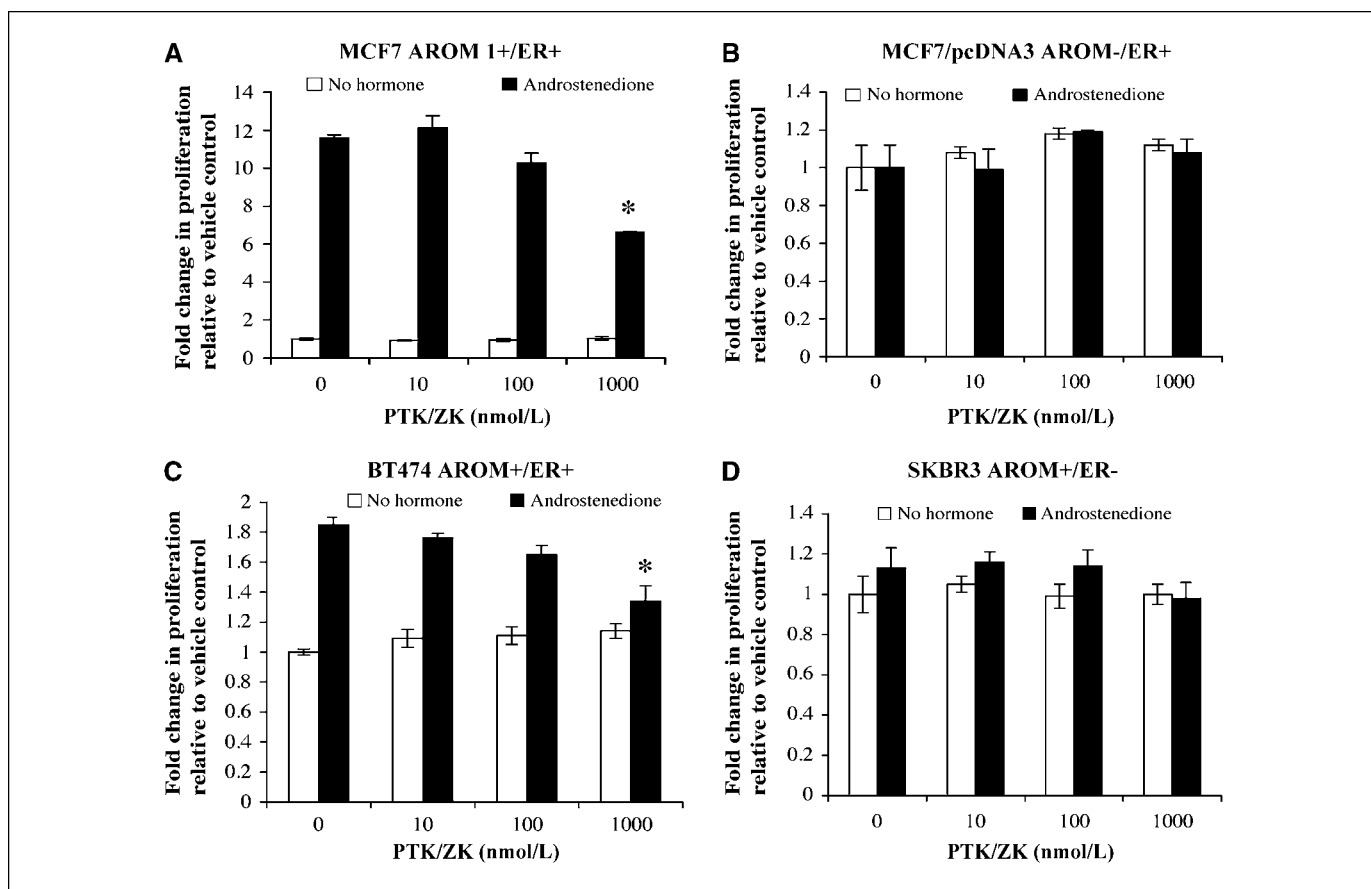 A
MCF7 AROM 1+/ER+
No hormone
Androstenedione
Fold change in proliferation
relative to vehicle control
14
12
10
8
6
4
2
0
*
0
10
100
1000
PTK/ZK (nmol/L)
B
MCF7/pcDNA3 AROM-/ER+
No hormone
Androstenedione
Fold change in proliferation
relative to vehicle control
1.4
1.2
1
0.8
0.6
0.4
0.2
0
0
10
100
1000
PTK/ZK (nmol/L)
C
BT474 AROM+/ER+
No hormone
Androstenedione
Fold change in proliferation
relative to vehicle control
2
1.8
1.6
1.4
1.2
1
0.8
0.6
0.4
0.2
0
*
0
10
100
1000
PTK/ZK (nmol/L)
D
SKBR3 AROM+/ER-
No hormone
Androstenedione
Fold change in proliferation
relative to vehicle control
1.4
1.2
1
0.8
0.6
0.4
0.2
0
0
10
100
1000
PTK/ZK (nmol/L)